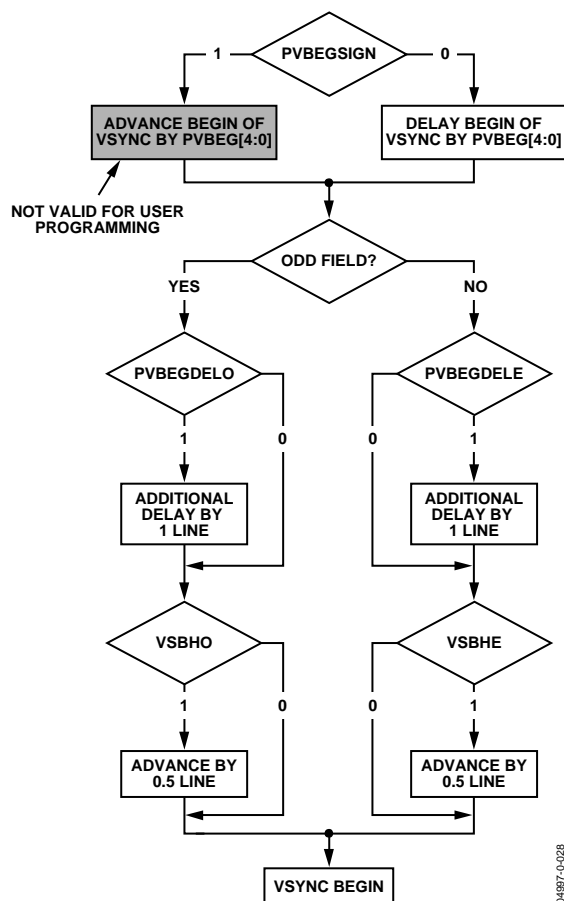 PVBEGSIGN
1
0
ADVANCE BEGIN OF
VSYNC BY PVBEG[4:0]
DELAY BEGIN OF
VSYNC BY PVBEG[4:0]
NOT VALID FOR USER
PROGRAMMING
ODD FIELD?
YES
NO
PVBEGDELO
PVBEGDELE
1
0
0
1
ADDITIONAL
DELAY BY
1 LINE
ADDITIONAL
DELAY BY
1 LINE
VSBHO
VSBHE
1
0
0
1
ADVANCE BY
0.5 LINE
ADVANCE BY
0.5 LINE
VSYNC BEGIN
04997-0-028